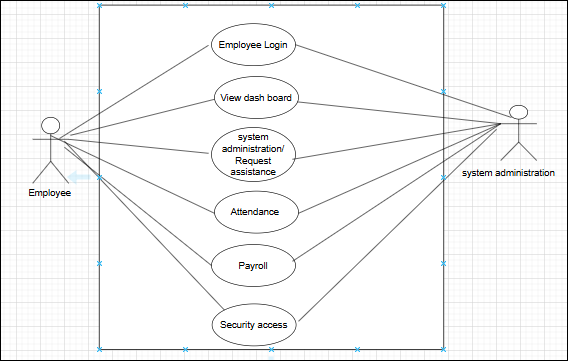 Employee Login
View dash board
system
administration/
Request
assistance
Employee
system administration
Attendance
Payroll
Security access